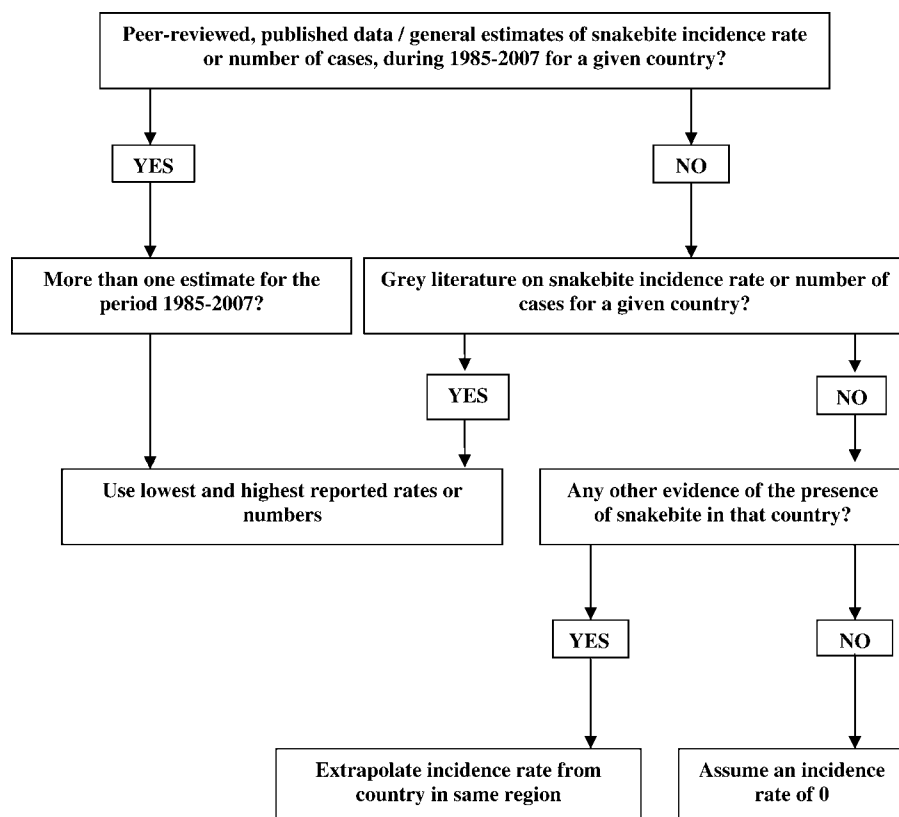 Peer-reviewed, published data / general estimates of snakebite incidence rate
or number of cases, during 1985-2007 for a given country?
YES
NO
More than one estimate for the
period 1985-2007?
Grey literature on snakebite incidence rate or number of
cases for a given country?
YES
NO
Use lowest and highest reported rates or
numbers
Any other evidence of the presence
of snakebite in that country?
YES
NO
Extrapolate incidence rate from
country in same region
Assume an incidence
rate of 0